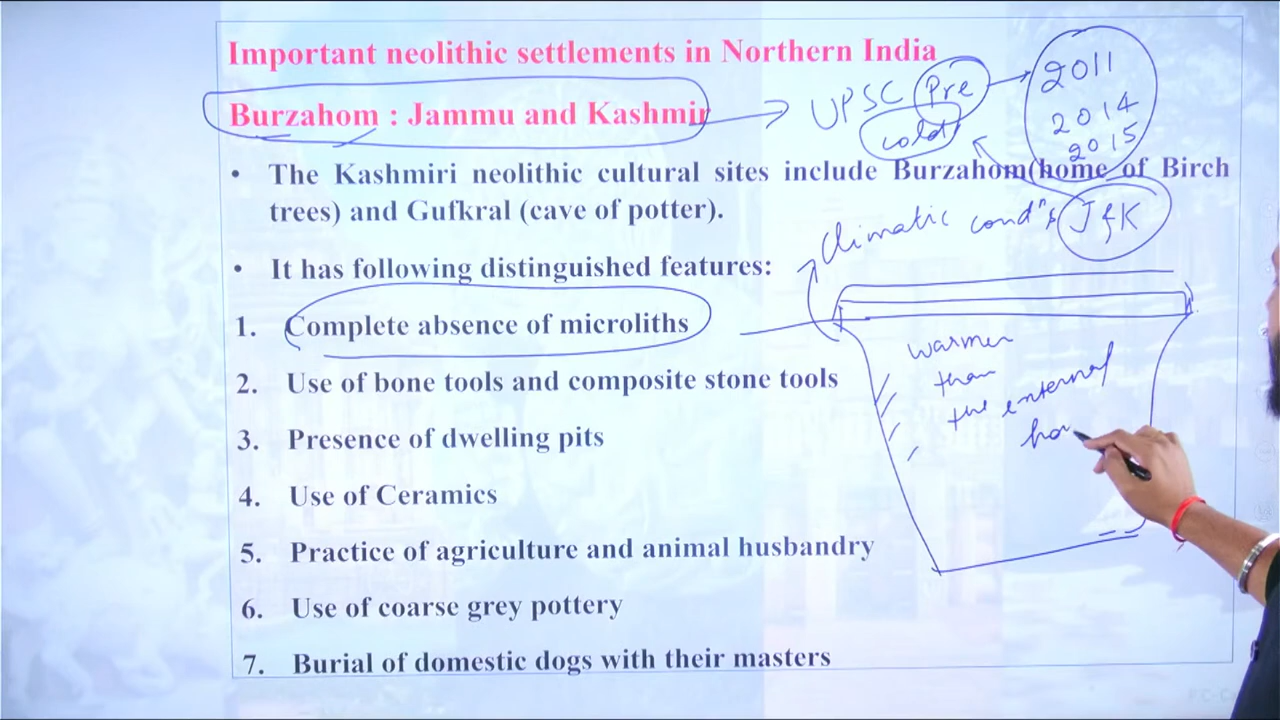 Important neolithic settlements in Northern India
Burzahom : Jammu and Kashmir
UPSC Pre
2011
2014
2015
cold
• The Kashmiri neolithic cultural sites include Burzahom(home of Birch
trees) and Gufkral (cave of potter).
Climatic condⁿs J&K
• It has following distinguished features:
1. Complete absence of microliths
2. Use of bone tools and composite stone tools
3. Presence of dwelling pits
4. Use of Ceramics
5. Practice of agriculture and animal husbandry
6. Use of coarse grey pottery
7. Burial of domestic dogs with their masters
warmer
than
the external